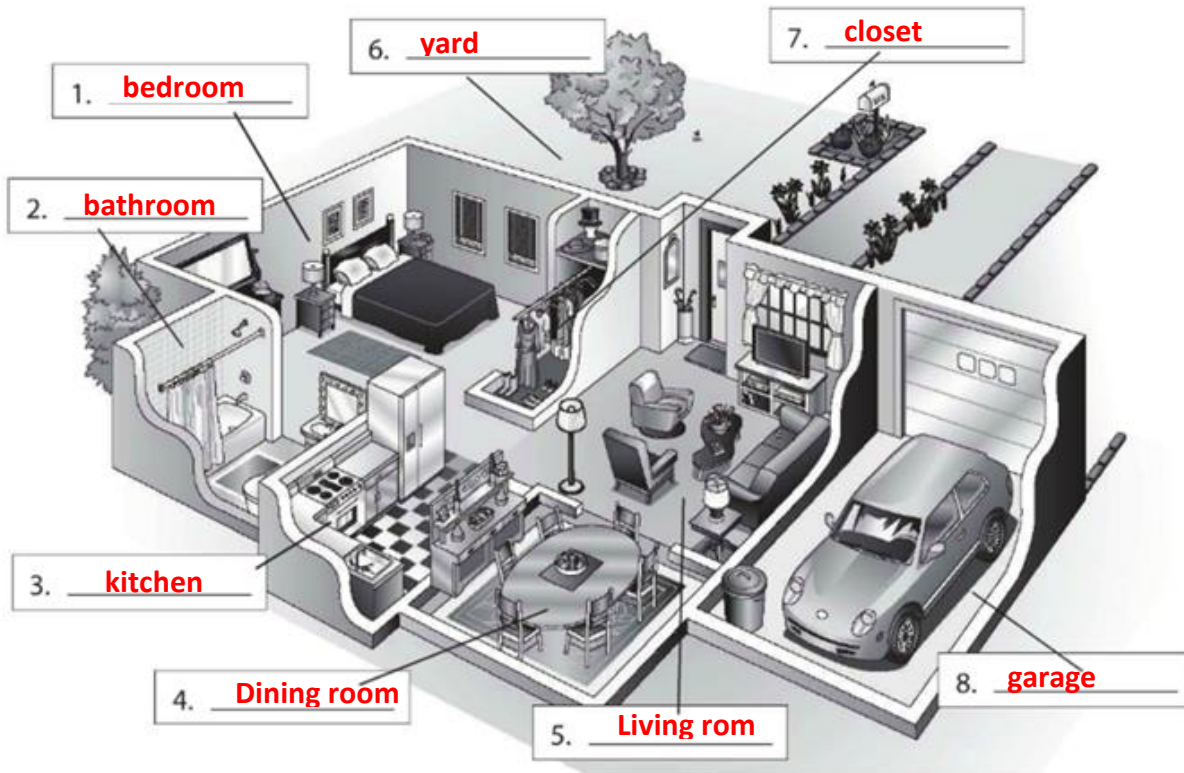 1. bedroom
2. bathroom
3. kitchen
4. Dining room
5. Living rom
6. yard
7. closet
8. garage